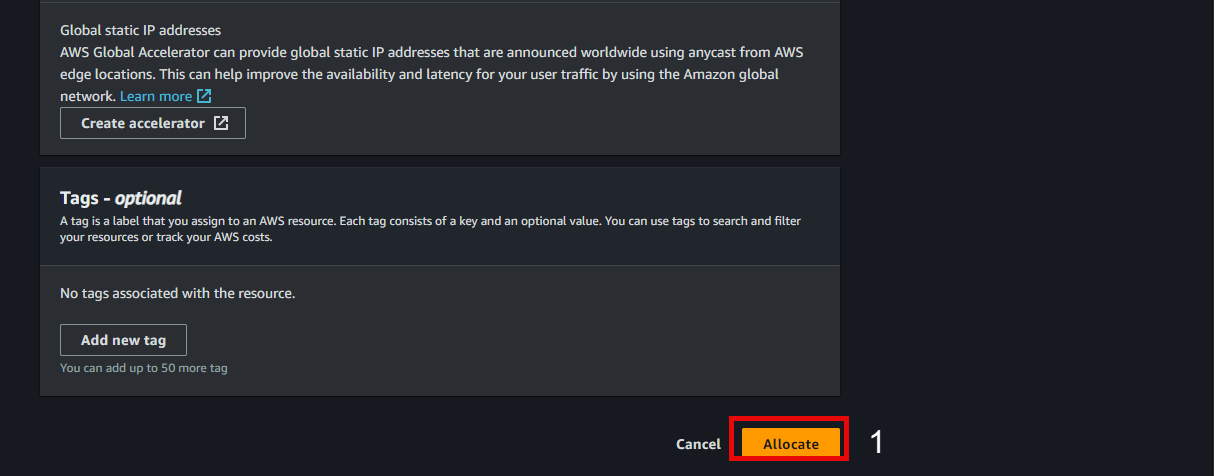 Global static IP addresses
AWS Global Accelerator can provide global static IP addresses that are announced worldwide using anycast from AWS
edge locations. This can help improve the availability and latency for your user traffic by using the Amazon global
network. Learn more
Create accelerator
Tags - optional
A tag is a label that you assign to an AWS resource. Each tag consists of a key and an optional value. You can use tags to search and filter
your resources or track your AWS costs.
No tags associated with the resource.
Add new tag
You can add up to 50 more tag
Cancel Allocate 1